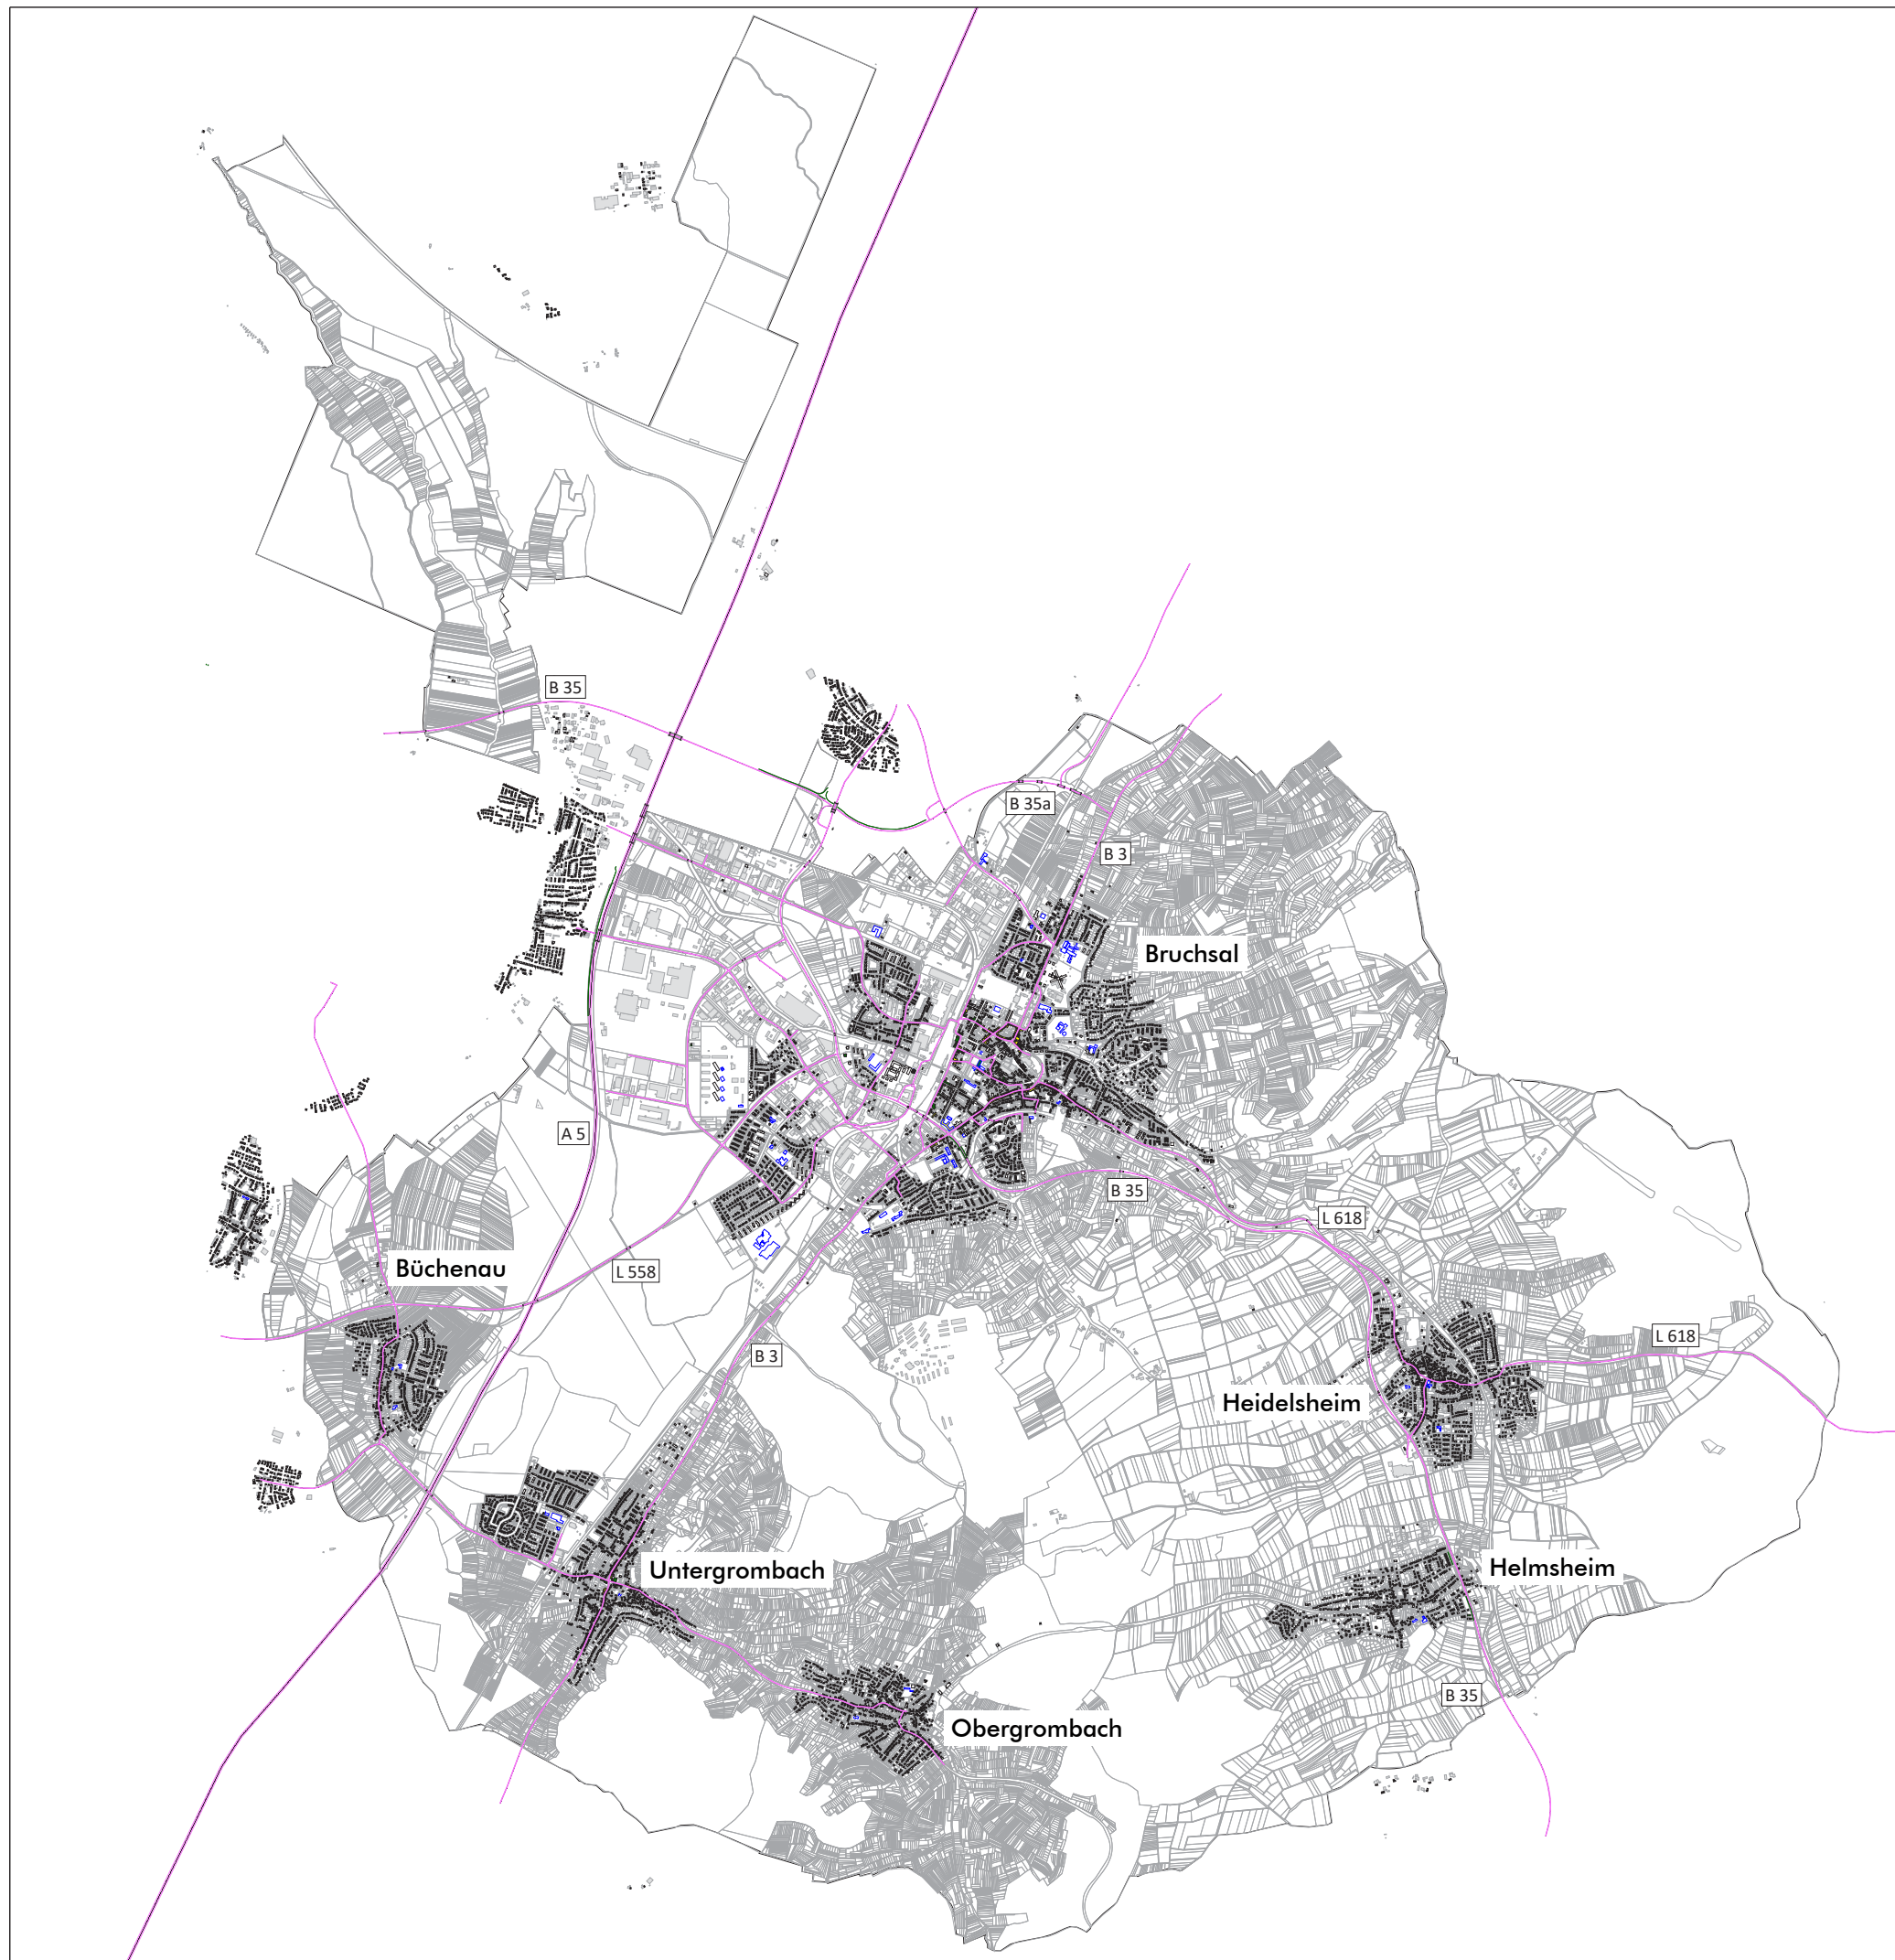 B 35
B 35a
B 3
Bruchsal
A 5
B 35
L 618
Büchenau
L 558
L 618
B 3
Heidelsheim
Untergrombach
Helmsheim
B 35
Obergrombach